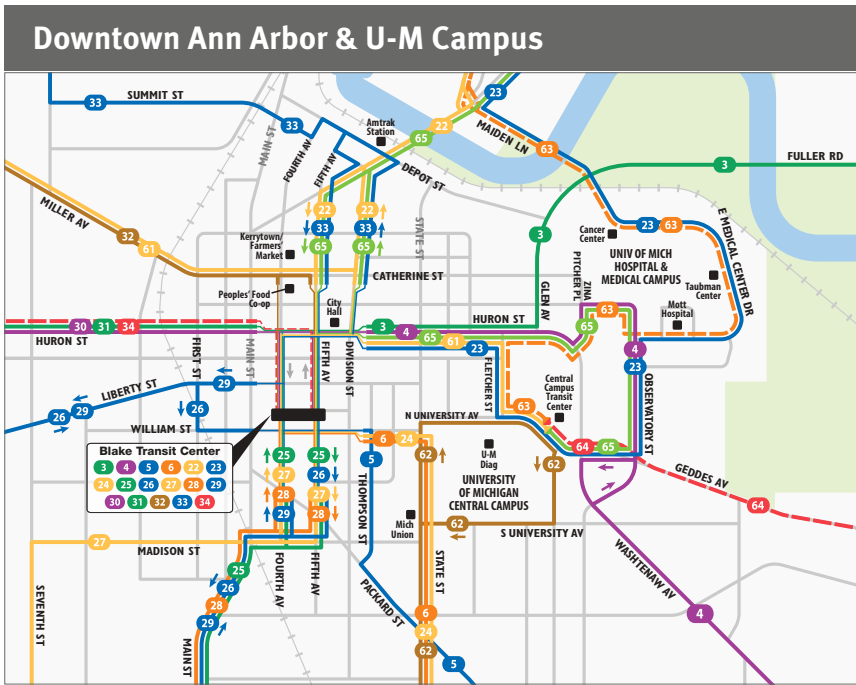 Downtown Ann Arbor & U-M Campus
33
SUMMIT ST
33
MAIN ST
FOURTH AV
FIFTH AV
Amtrak
Station
65
22
23
MAIDEN LN
63
DEPOT ST
3
FULLER RD
MILLER AV
32
61
22
33
65
22
33
65
STATE ST
Kerrytown/
Farmers'
Market
CATHERINE ST
Peoples' Food
Co-op
City
Hall
3
GLEN AV
Cancer
Center
23
63
UNIV OF MICH
HOSPITAL &
MEDICAL CAMPUS
Taubman
Center
E MEDICAL CENTER DR
ZINA
PITCHER PL
63
65
Mott
Hospital
30
31
34
HURON ST
HURON ST
3
4
65
61
23
4
23
FIRST ST
MAIN ST
FIFTH AV
DIVISION ST
FLETCHER ST
OBSERVATORY ST
LIBERTY ST
29
26
29
26
WILLIAM ST
Central
Campus
Transit
Center
63
64
65
N UNIVERSITY AV
6
24
62
5
U-M
Diag
UNIVERSITY
OF MICHIGAN
CENTRAL CAMPUS
62
GEDDES AV
64
Blake Transit Center
3
4
5
6
22
23
24
25
26
27
28
29
30
31
32
33
34
25
27
28
29
25
26
27
28
THOMPSON ST
Mich
Union
62
S UNIVERSITY AV
27
MADISON ST
SEVENTH ST
25
26
28
29
MAIN ST
FOURTH AV
FIFTH AV
PACKARD ST
STATE ST
6
24
62
5
WASHTENAW AV
4